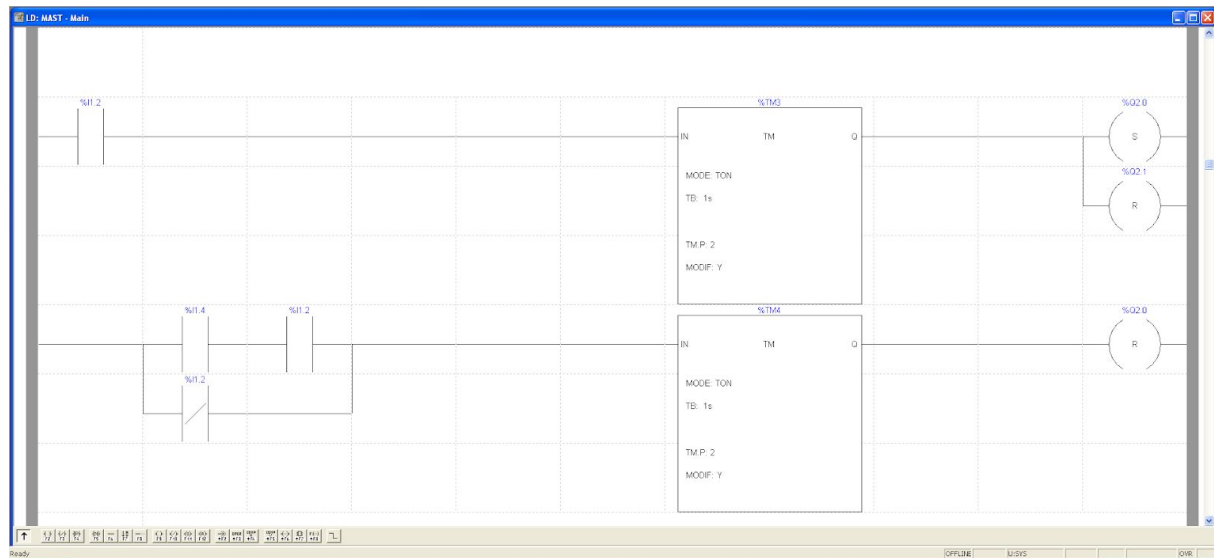 LD: MAST - Main
%I1.2
%TM3
%Q2.0
IN TM Q
S
%Q2.1
MODE: TON
TB: 1s
R
TM.P: 2
MODIF: Y
%I1.4 %I1.2
%TM4
%Q2.0
IN TM Q
R
%I1.2
MODE: TON
TB: 1s
TM.P: 2
MODIF: Y
Ready OFFLINE U:SYS OVR